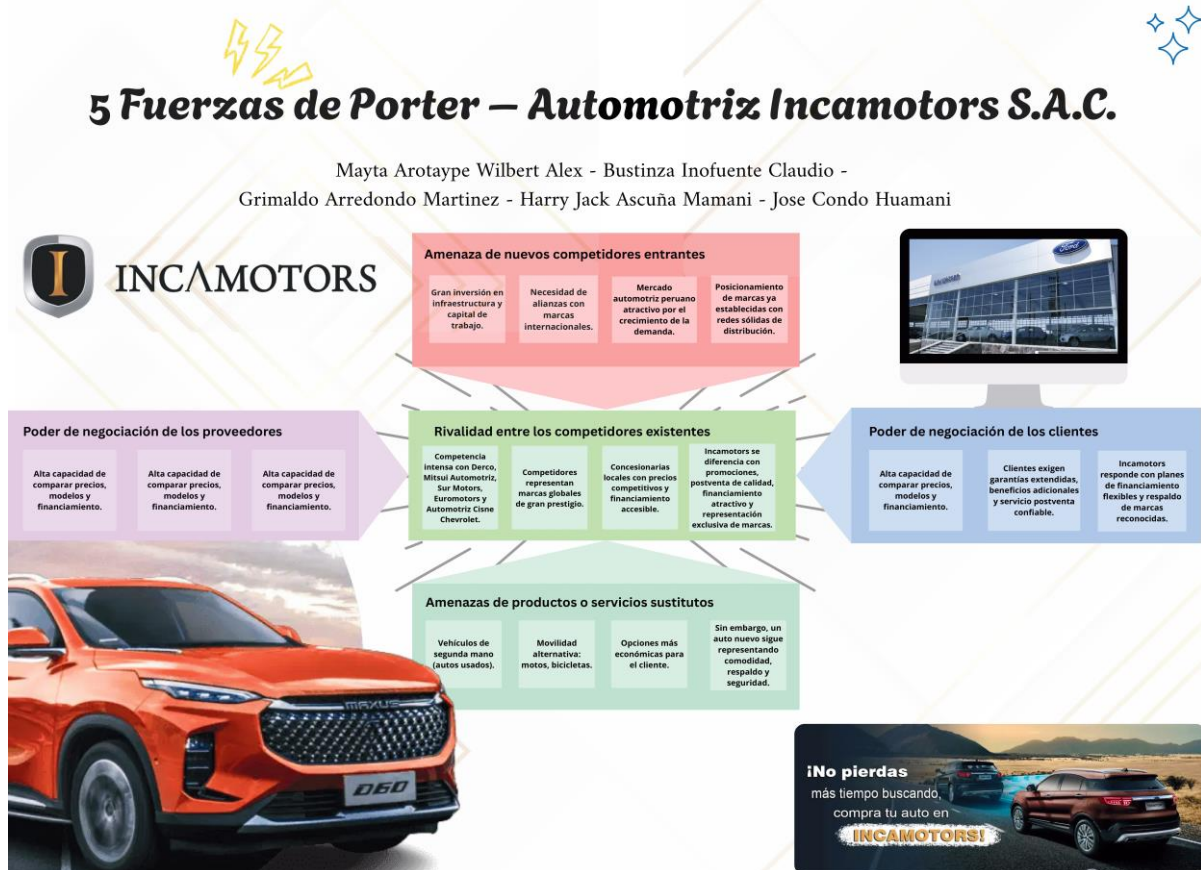 5 Fuerzas de Porter – Automotriz Incamotors S.A.C.
Mayta Arotaype Wilbert Alex - Bustinza Inofuente Claudio -
Grimaldo Arredondo Martinez - Harry Jack Ascuña Mamani - Jose Condo Huamani
I
INCΛMOTORS
Amenaza de nuevos competidores entrantes
Gran inversión en
infraestructura y
capital de
trabajo.
Necesidad de
alianzas con
marcas
internacionales.
Mercado
automotriz peruano
atractivo por el
crecimiento de la
demanda.
Posicionamiento
de marcas ya
establecidas con
redes sólidas de
distribución.
Ford
Poder de negociación de los proveedores
Alta capacidad de
comparar precios,
modelos y
financiamiento.
Alta capacidad de
comparar precios,
modelos y
financiamiento.
Alta capacidad de
comparar precios,
modelos y
financiamiento.
Rivalidad entre los competidores existentes
Competencia
intensa con Derco,
Mitsui Automotriz,
Sur Motors,
Euromotors y
Automotriz Cisne
Chevrolet.
Competidores
representan
marcas globales
de gran prestigio.
Concesionarias
locales con precios
competitivos y
financiamiento
accesible.
Incamotors se
diferencia con
promociones,
postventa de calidad,
financiamiento
atractivo y
representación
exclusiva de marcas.
Poder de negociación de los clientes
Alta capacidad de
comparar precios,
modelos y
financiamiento.
Clientes exigen
garantías extendidas,
beneficios adicionales
y servicio postventa
confiable.
Incamotors
responde con planes
de financiamiento
flexibles y respaldo
de marcas
reconocidas.
Amenazas de productos o servicios sustitutos
Vehículos de
segunda mano
(autos usados).
Movilidad
alternativa:
motos, bicicletas.
Opciones más
económicas para
el cliente.
Sin embargo, un
auto nuevo sigue
representando
comodidad,
respaldo y
seguridad.
MAXUS
D60
¡No pierdas
más tiempo buscando,
compra tu auto en
INCAMOTORS!